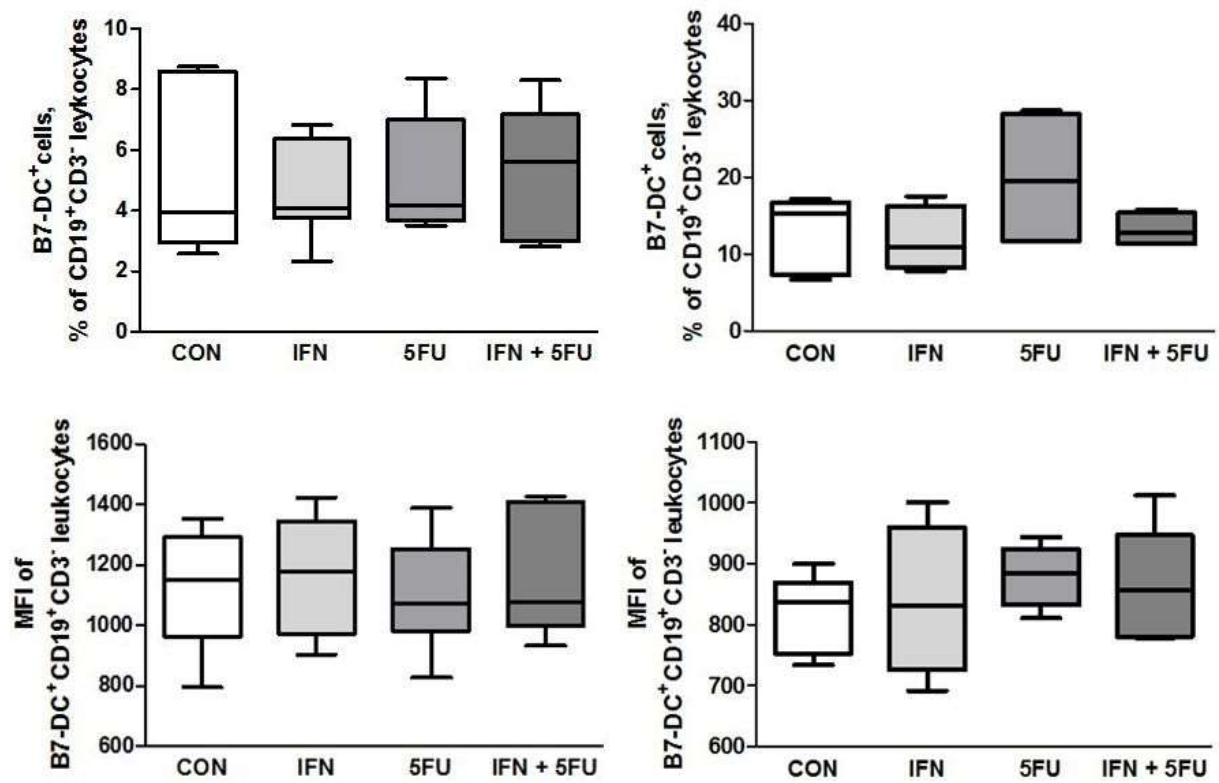 B7-DC⁺cells,
% of CD19⁺CD3⁻ leykocytes
10
8
6
4
2
0
CON IFN 5FU IFN + 5FU
B7-DC⁺ cells,
% of CD19⁺CD3⁻ leykocytes
40
30
20
10
0
CON IFN 5FU IFN + 5FU
MFI of
B7-DC⁺CD19⁺CD3⁻ leukocytes
1600
1400
1200
1000
800
600
CON IFN 5FU IFN + 5FU
MFI of
B7-DC⁺CD19⁺CD3⁻ leukocytes
1100
1000
900
800
700
600
CON IFN 5FU IFN + 5FU